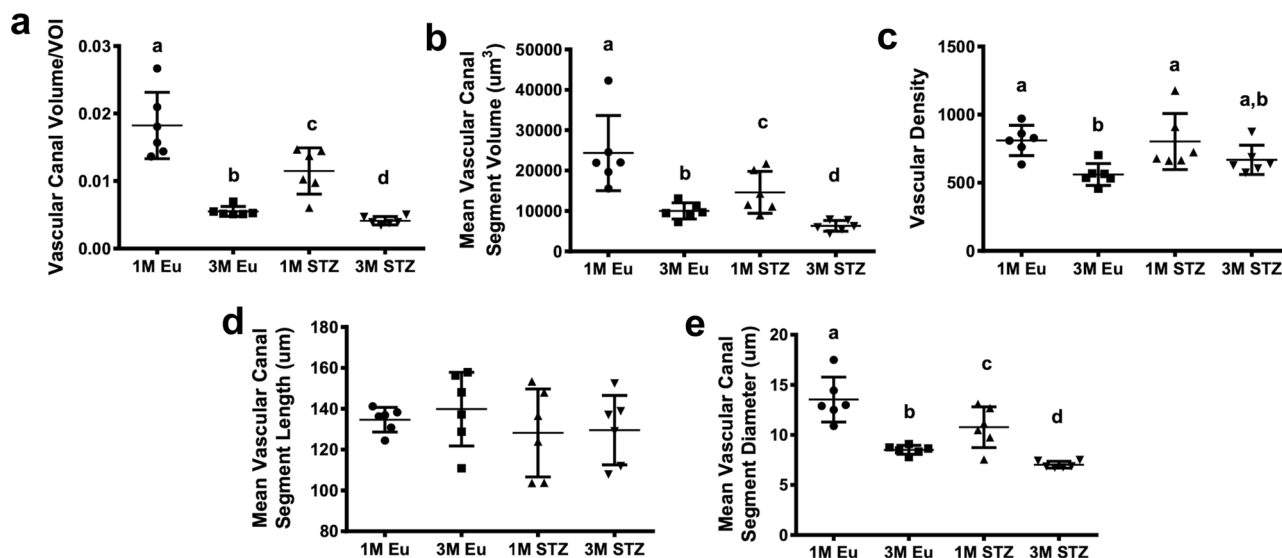 a
Vascular Canal Volume/VOI
0.03
0.02
0.01
0.00
a
b
c
d
1M Eu
3M Eu
1M STZ
3M STZ
b
Mean Vascular Canal
Segment Volume (um³)
50000
40000
30000
20000
10000
0
a
b
c
d
1M Eu
3M Eu
1M STZ
3M STZ
c
Vascular Density
1500
1000
500
0
a
b
a
a,b
1M Eu
3M Eu
1M STZ
3M STZ
d
Mean Vascular Canal
Segment Length (um)
180
160
140
120
100
80
1M Eu
3M Eu
1M STZ
3M STZ
e
Mean Vascular Canal
Segment Diameter (um)
20
15
10
5
0
a
b
c
d
1M Eu
3M Eu
1M STZ
3M STZ